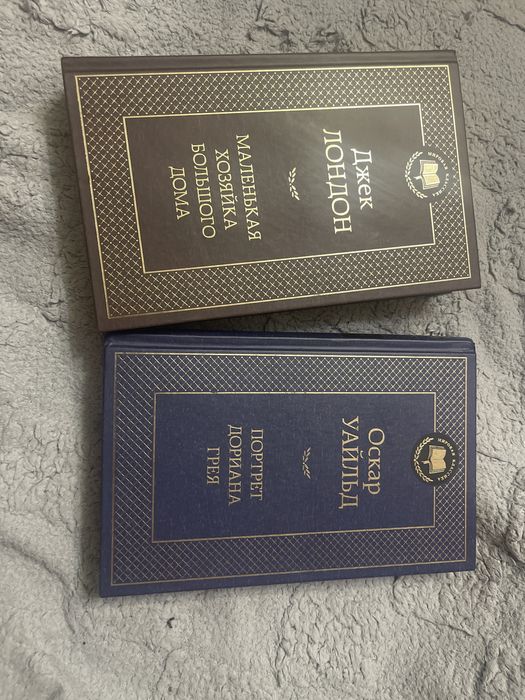 Джек
ЛОНДОН
МАЛЕНЬКАЯ
ХОЗЯЙКА
БОЛЬШОГО
ДОМА
Оскар
УАЙЛЬД
ПОРТРЕТ
ДОРИАНА
ГРЕЯ